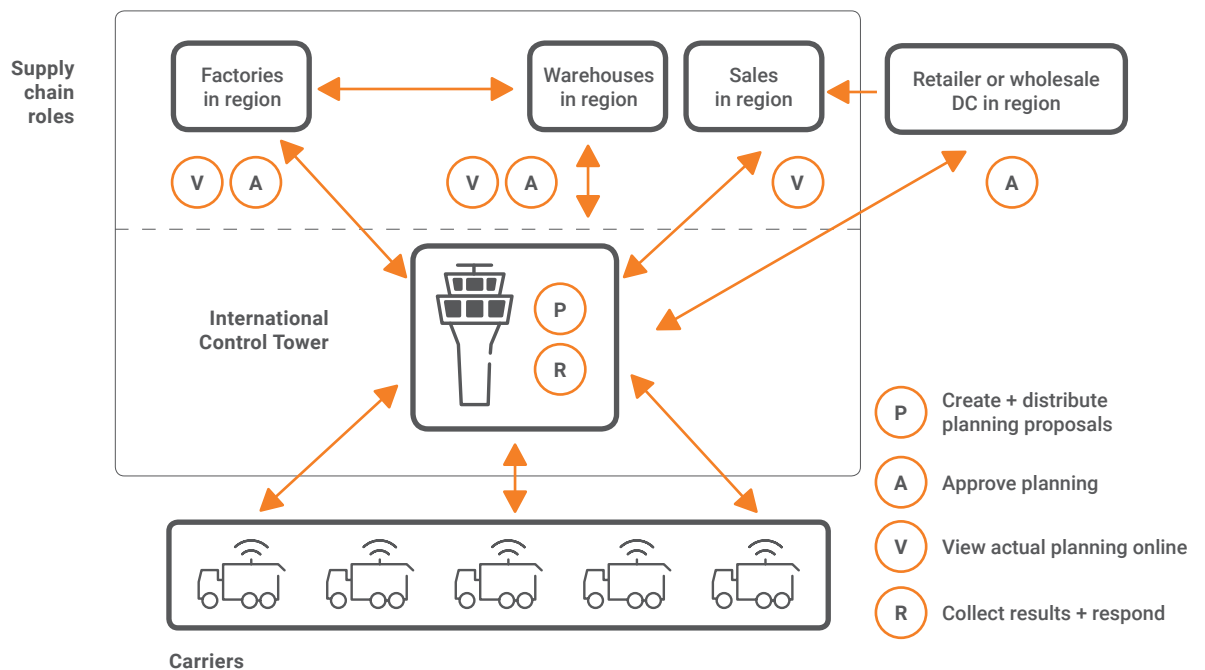 Supply
chain
roles
Factories
in region
Warehouses
in region
Sales
in region
Retailer or wholesale
DC in region
V
A
V
A
V
A
International
Control Tower
P
R
P
Create + distribute
planning proposals
A
Approve planning
V
View actual planning online
R
Collect results + respond
Carriers